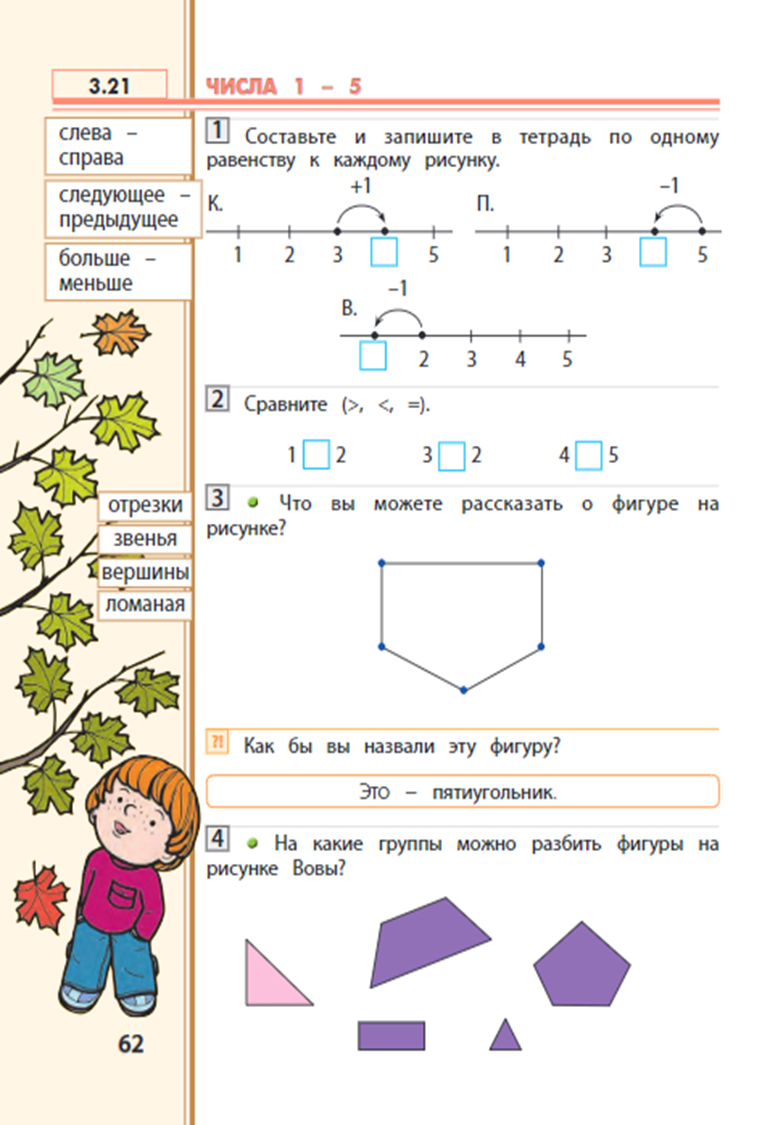 3.21 ЧИСЛА 1 – 5
слева –
справа
следующее –
предыдущее
больше –
меньше
1 Составьте и запишите в тетрадь по одному
равенству к каждому рисунку.
К.
+1
1 2 3 5
П.
–1
1 2 3 5
В.
–1
2 3 4 5
2 Сравните (>, <, =).
1 2 3 2 4 5
отрезки
звенья
вершины
ломаная
3 Что вы можете рассказать о фигуре на
рисунке?
?! Как бы вы назвали эту фигуру?
Это – пятиугольник.
4 На какие группы можно разбить фигуры на
рисунке Вовы?
62